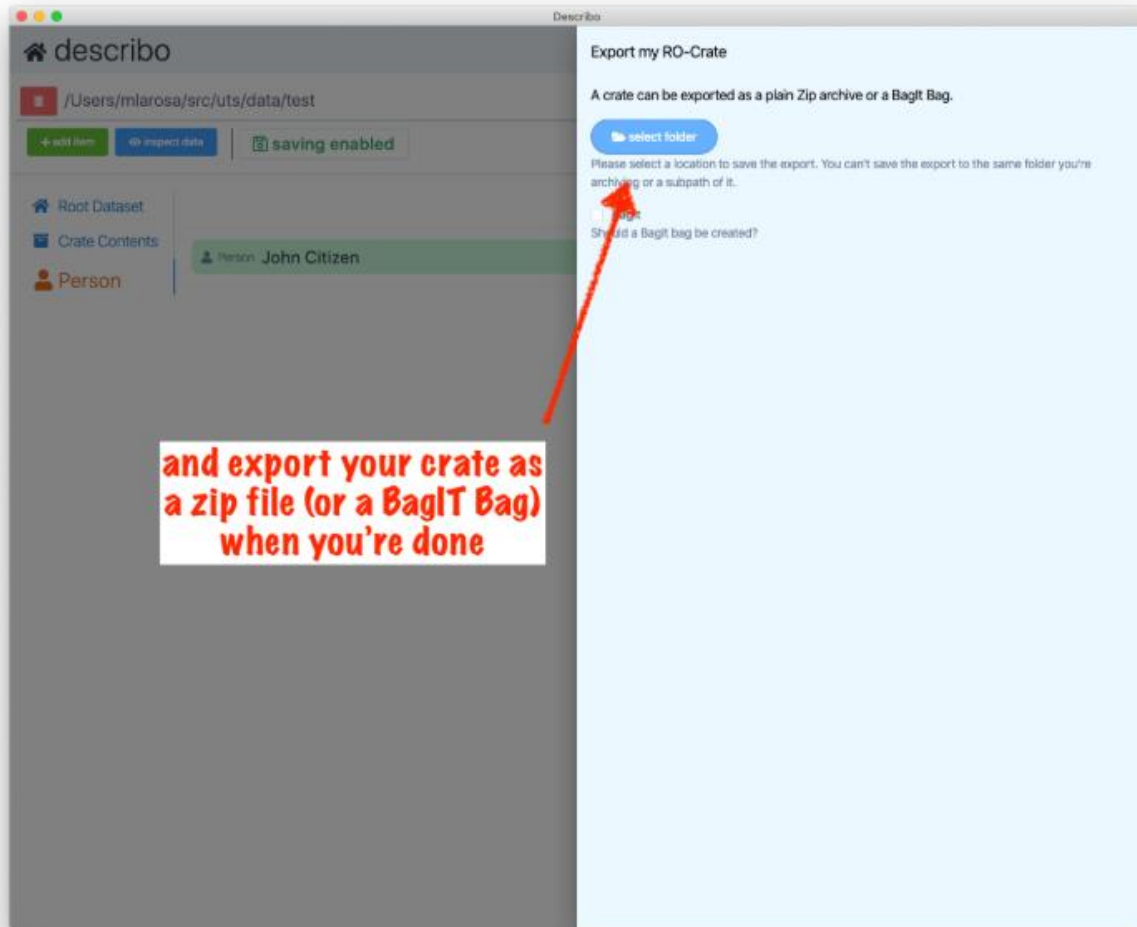 Describo
describo
/Users/mlarosa/src/uts/data/test
+ add item
inspect data
saving enabled
Root Dataset
Crate Contents
Person
Person John Citizen
Export my RO-Crate
A crate can be exported as a plain Zip archive or a BagIt Bag.
select folder
Please select a location to save the export. You can't save the export to the same folder you're
archiving or a subpath of it.
Should a BagIt bag be created?
and export your crate as
a zip file (or a BagIT Bag)
when you're done